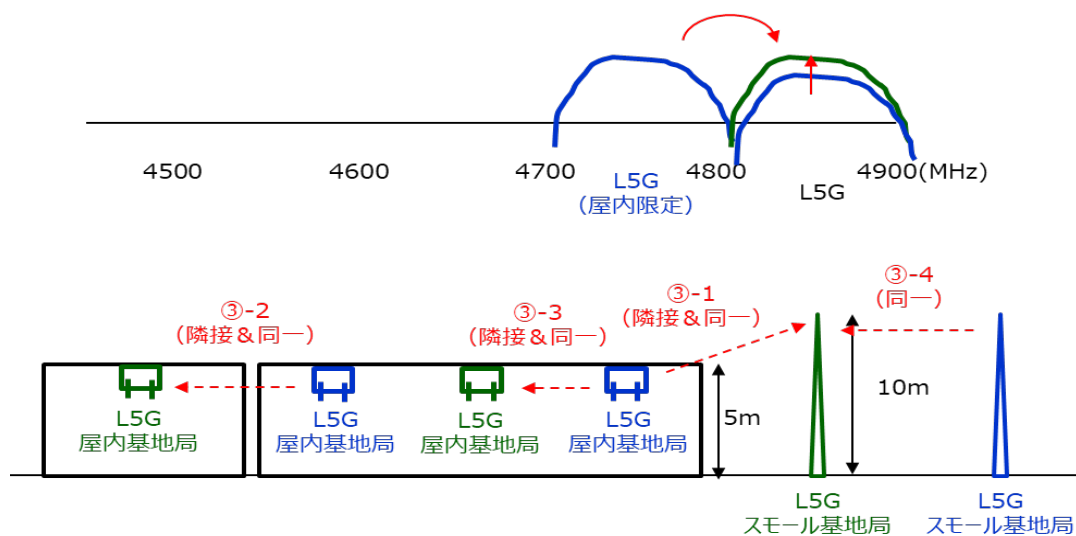 4500
4600
4700
4800
4900(MHz)
L5G
(屋内限定)
L5G
③-2
(隣接&同一)
③-3
(隣接&同一)
③-1
(隣接&同一)
③-4
(同一)
L5G
屋内基地局
L5G
屋内基地局
L5G
屋内基地局
L5G
屋内基地局
5m
10m
L5G
スモール基地局
L5G
スモール基地局